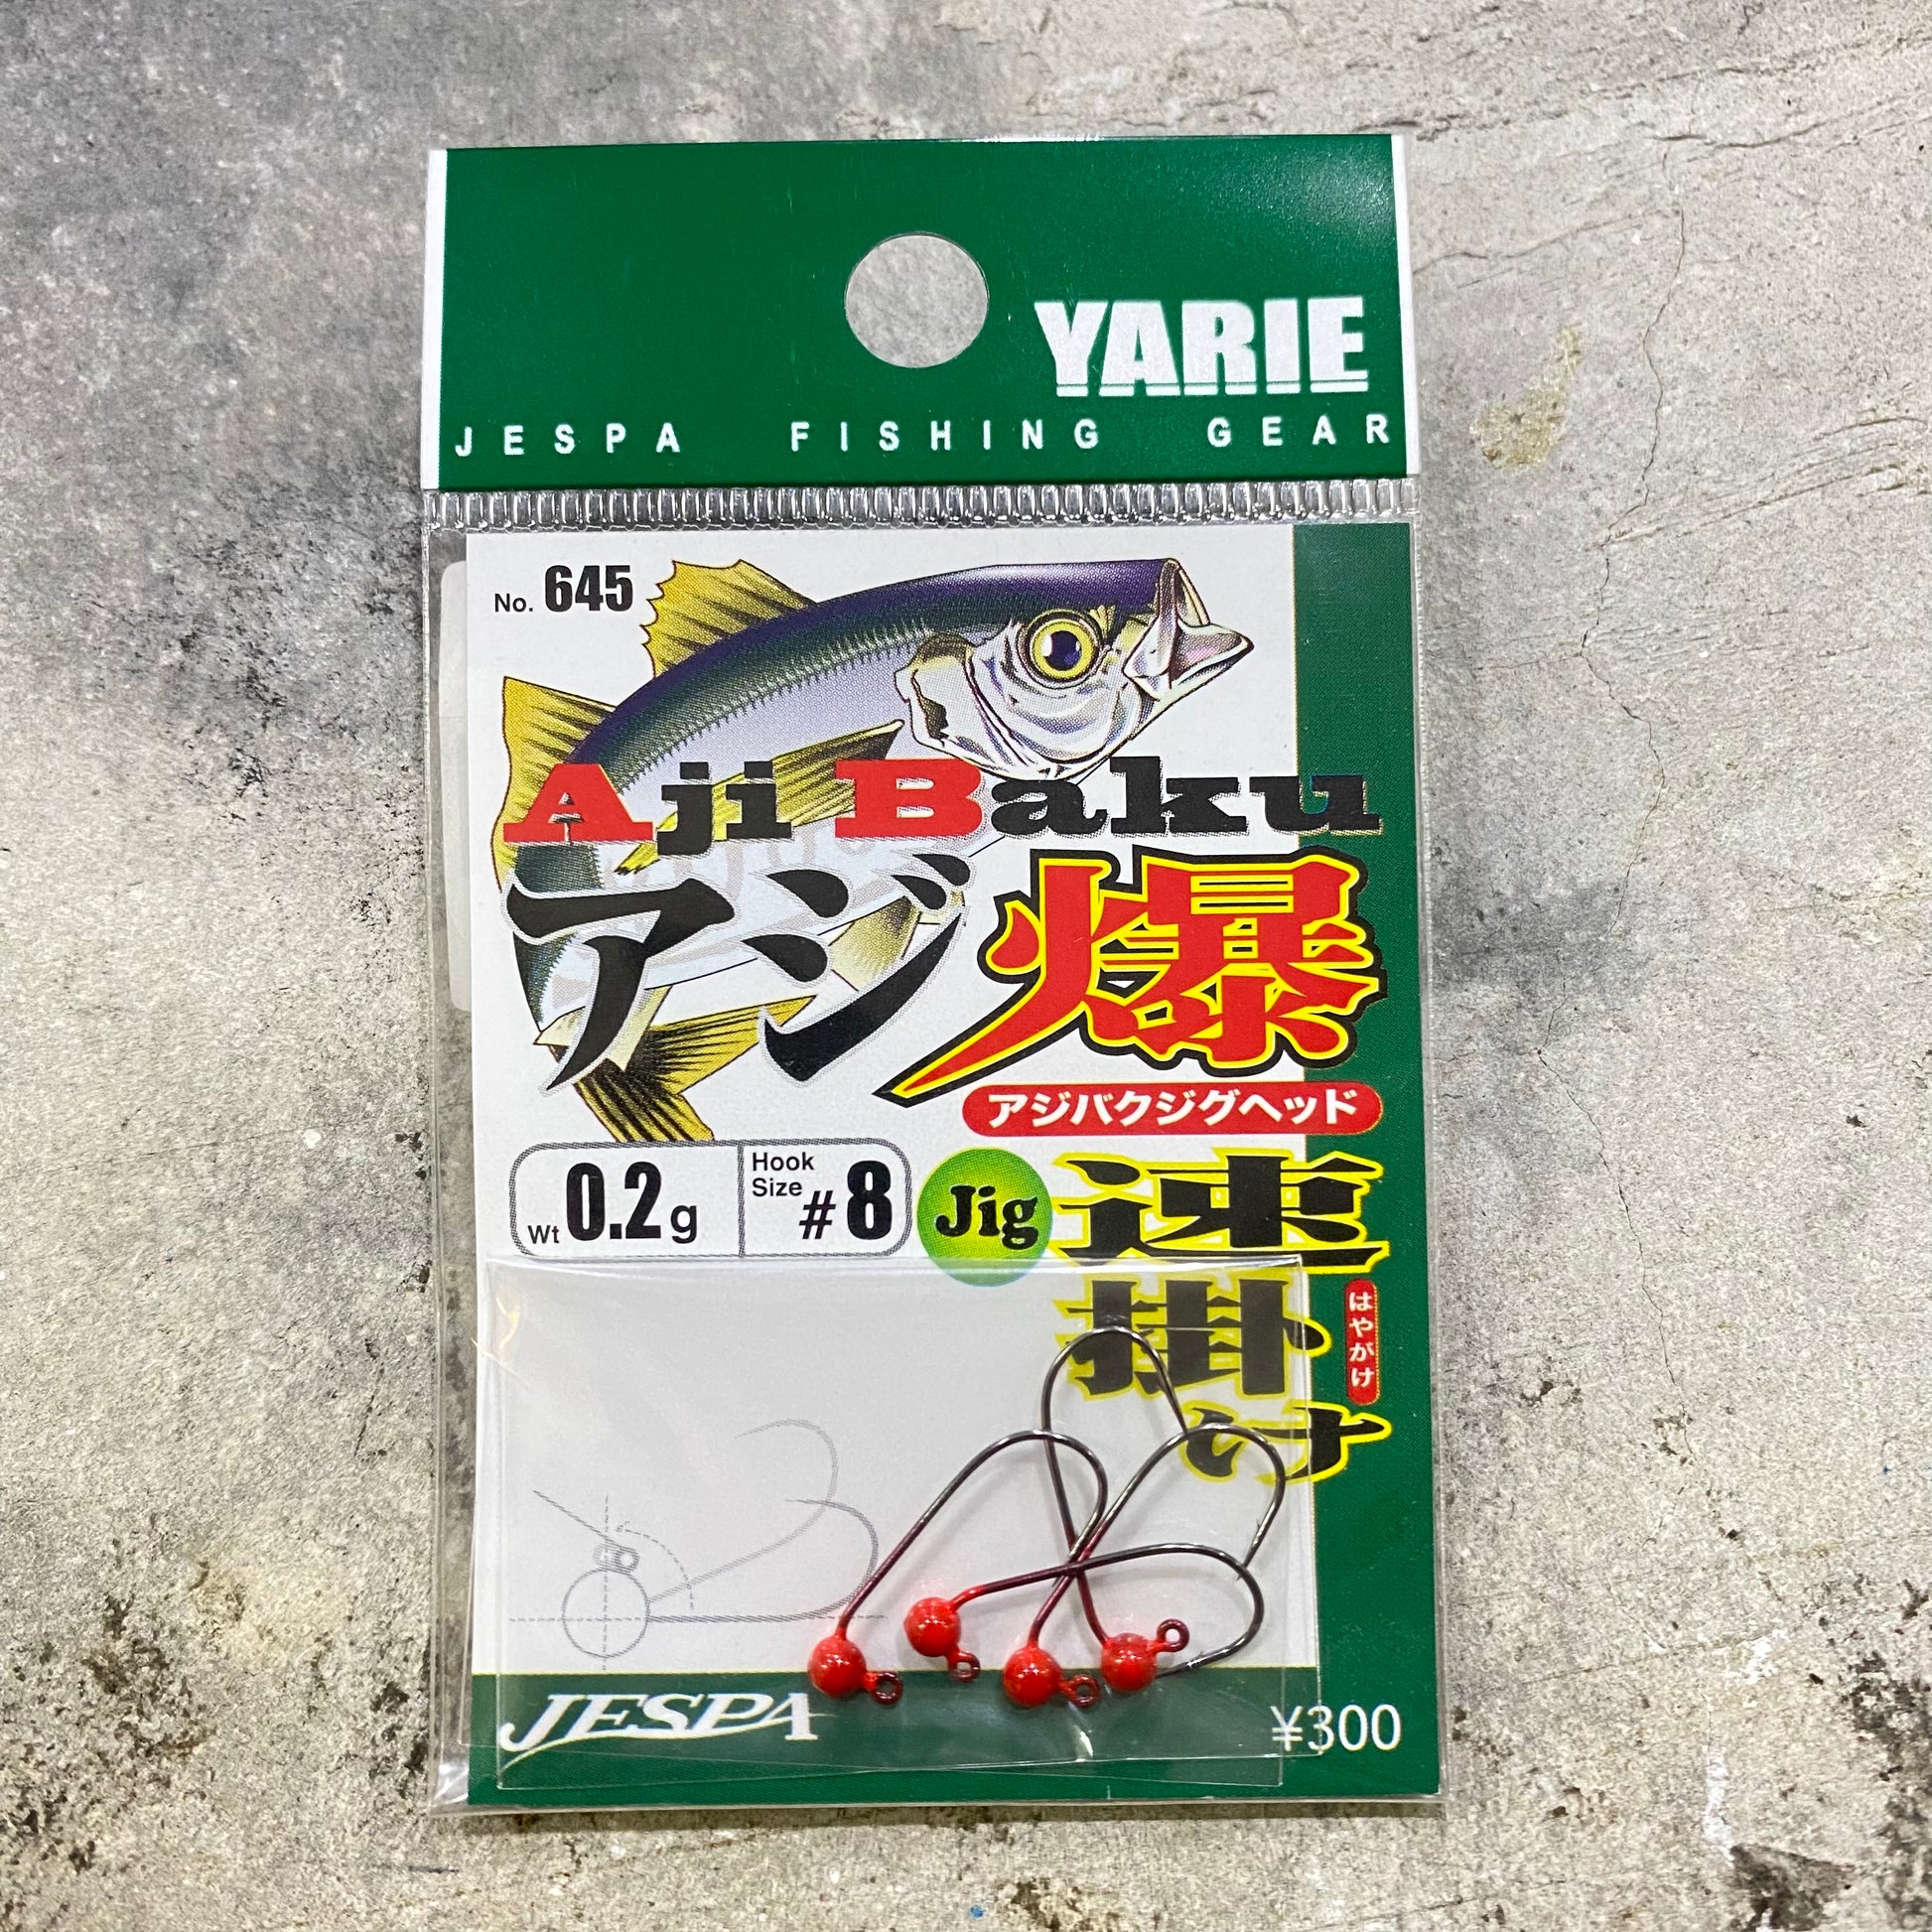 YARIE
JESPA FISHING GEAR
No. 645
Aji Baku
アジ爆
アジバクジグヘッド
Wt 0.2g
Hook Size #8
Jig
速掛け
はやがけ
JESPA
¥300